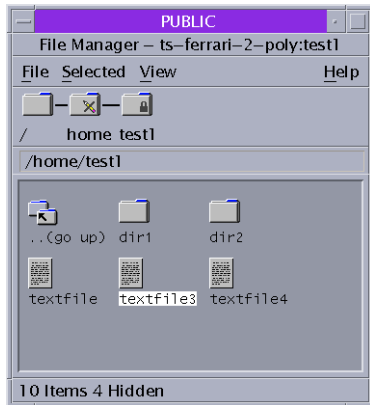 PUBLIC
File Manager – ts-ferrari-2-poly:test1
File Selected View Help
/ home test1
/home/test1
..(go up) dir1 dir2
textfile textfile3 textfile4
10 Items 4 Hidden